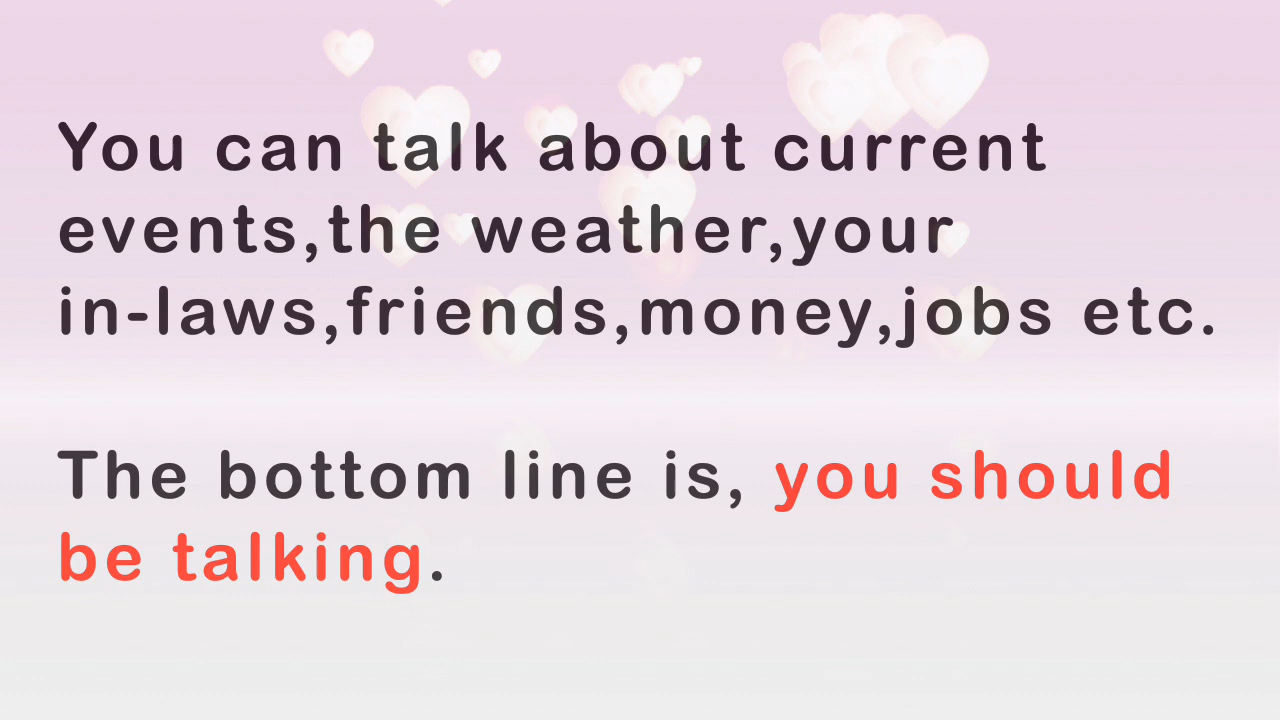 You can talk about current
events,the weather,your
in-laws,friends,money,jobs etc.
The bottom line is, you should
be talking.